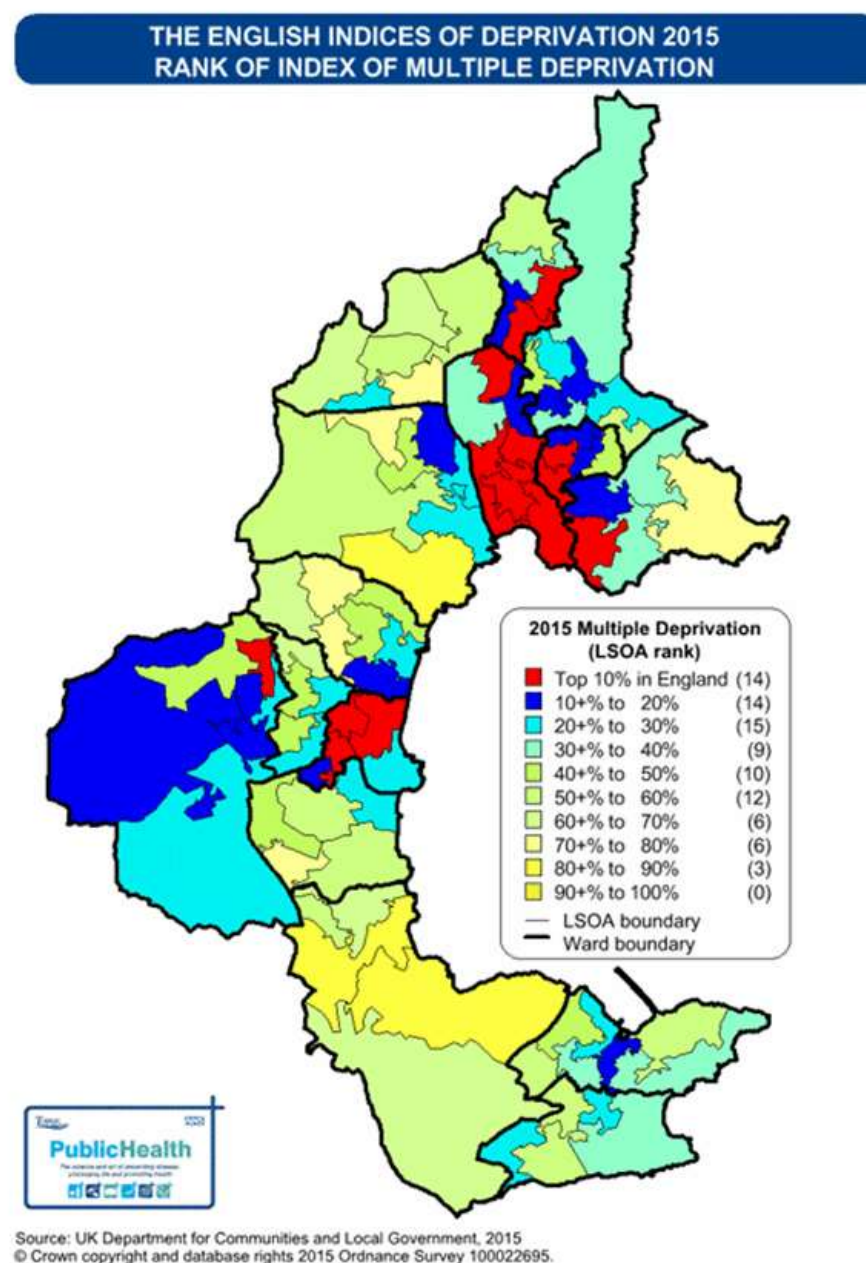 THE ENGLISH INDICES OF DEPRIVATION 2015
RANK OF INDEX OF MULTIPLE DEPRIVATION
2015 Multiple Deprivation
(LSOA rank)
Top 10% in England (14)
10+% to 20% (14)
20+% to 30% (15)
30+% to 40% (9)
40+% to 50% (10)
50+% to 60% (12)
60+% to 70% (6)
70+% to 80% (6)
80+% to 90% (3)
90+% to 100% (0)
LSOA boundary
Ward boundary
PublicHealth
Source: UK Department for Communities and Local Government, 2015
© Crown copyright and database rights 2015 Ordnance Survey 100022695.